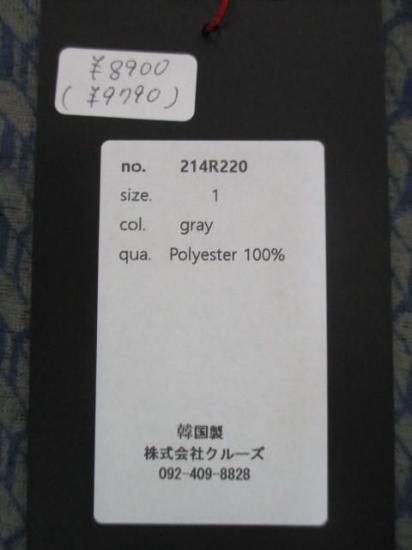 ¥8900
(¥9790)
no. 214R220
size. 1
col. gray
qua. Polyester 100%
韓国製
株式会社クルーズ
092-409-8828